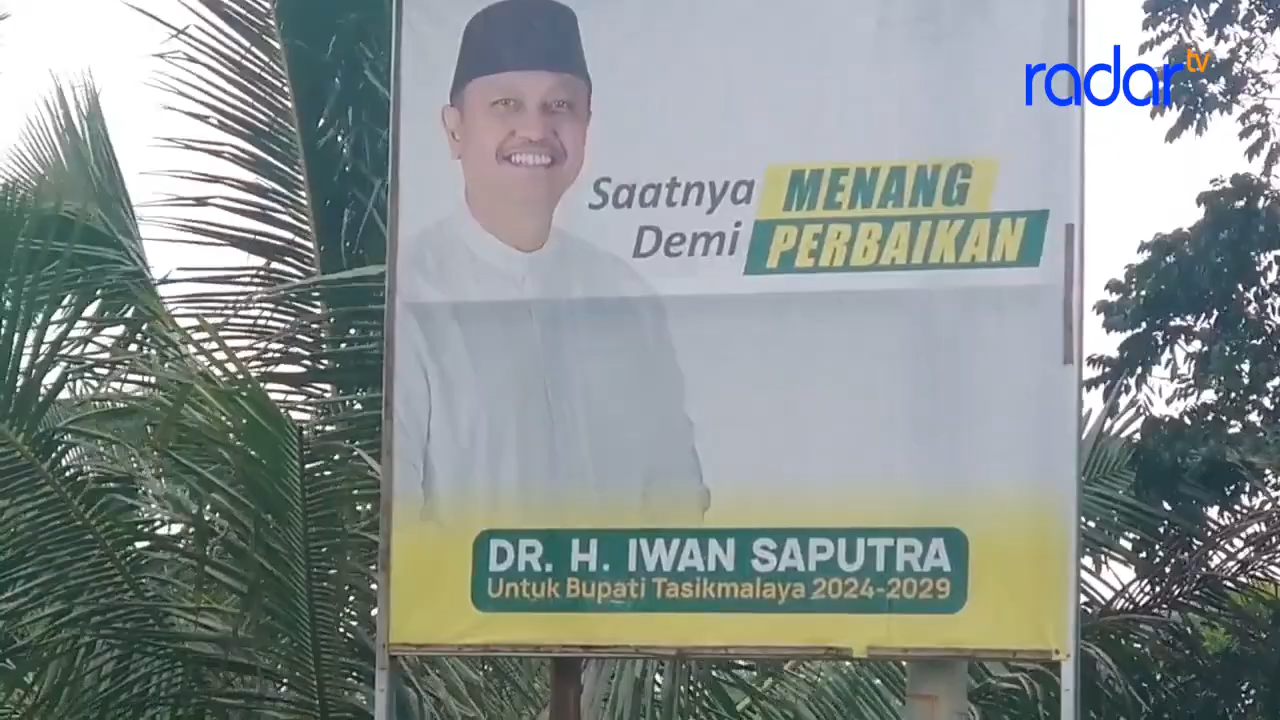 radar tv
Saatnya MENANG
Demi PERBAIKAN
DR. H. IWAN SAPUTRA
Untuk Bupati Tasikmalaya 2024-2029